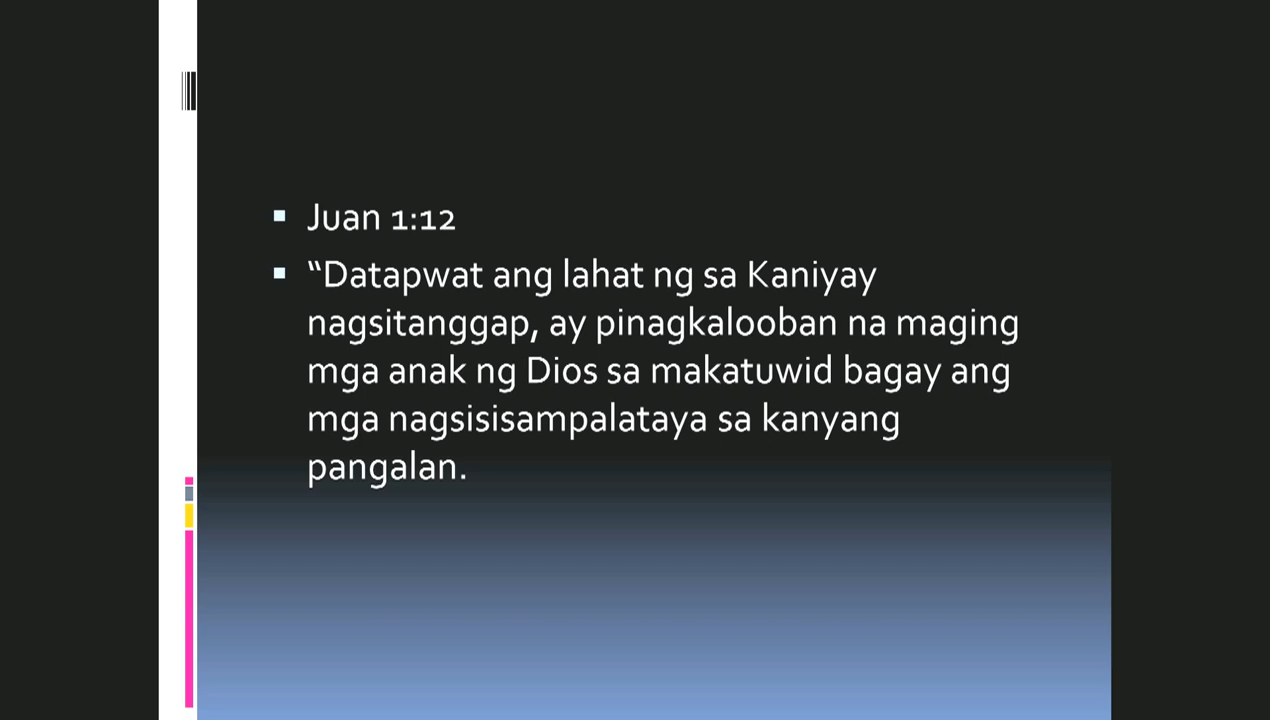 Juan 1:12
“Datapwat ang lahat ng sa Kaniyay
nagsitanggap, ay pinagkalooban na maging
mga anak ng Dios sa makatuwid bagay ang
mga nagsisisampalataya sa kanyang
pangalan.